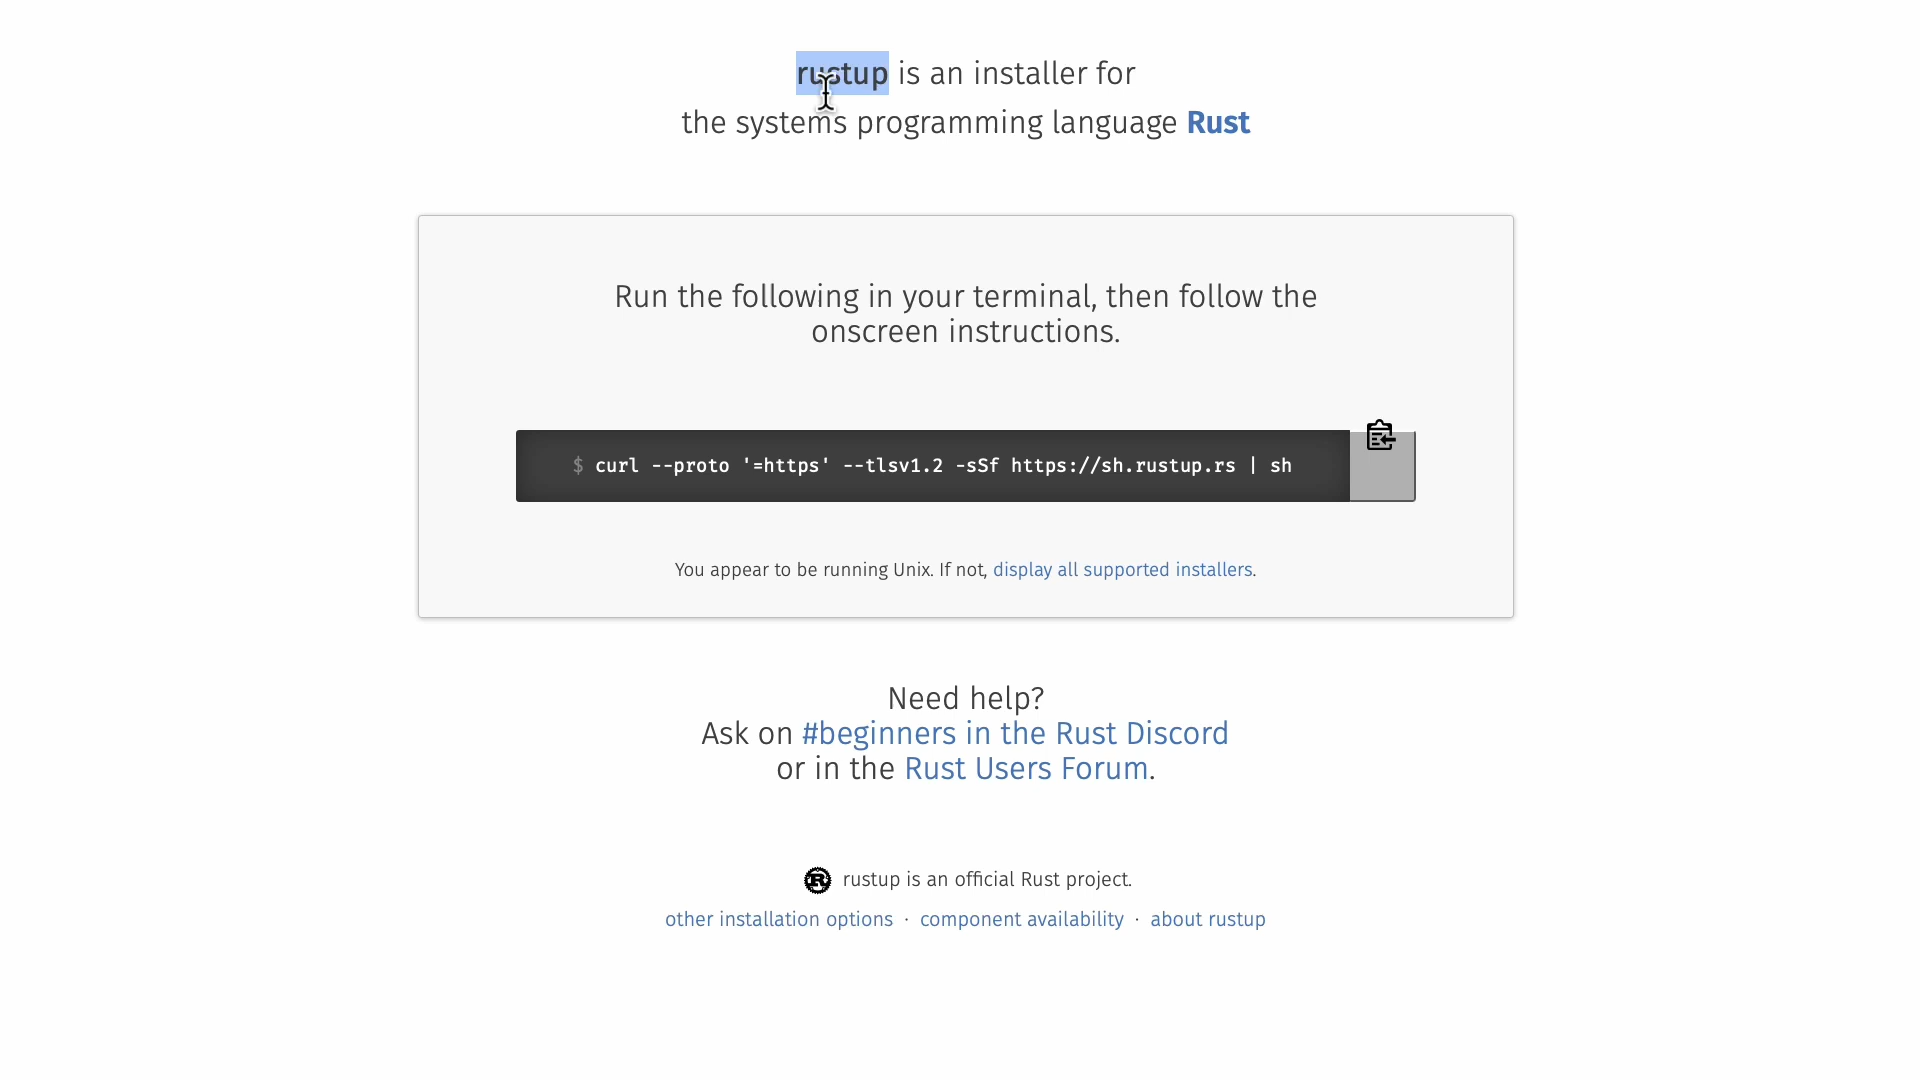 rustup is an installer for
the systems programming language Rust
Run the following in your terminal, then follow the
onscreen instructions.
$ curl --proto '=https' --tlsv1.2 -sSf https://sh.rustup.rs | sh
You appear to be running Unix. If not, display all supported installers.
Need help?
Ask on #beginners in the Rust Discord
or in the Rust Users Forum.
rustup is an official Rust project.
other installation options · component availability · about rustup